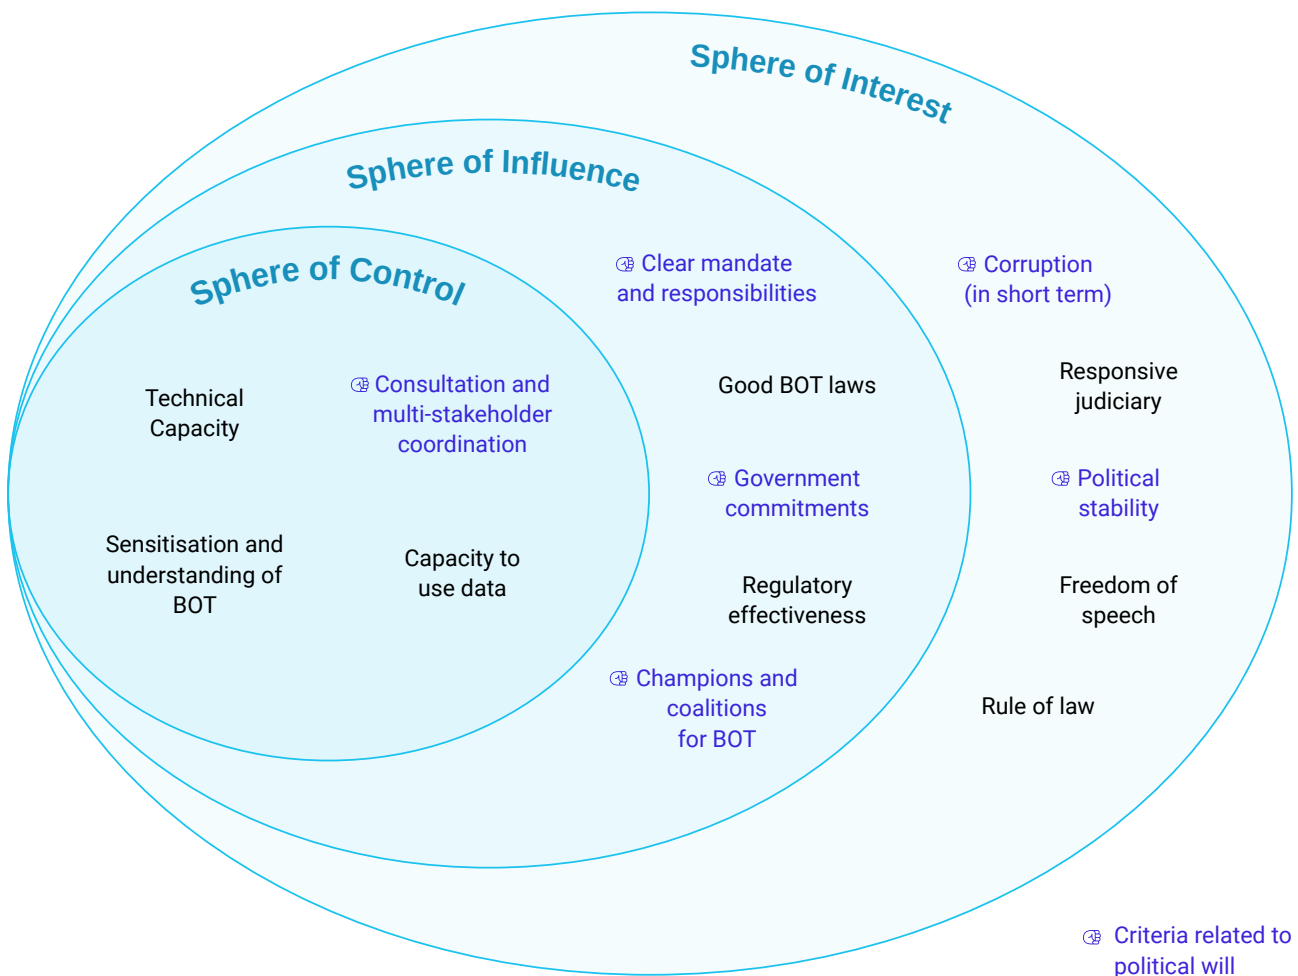 Sphere of Interest
Sphere of Influence
Sphere of Control
Technical
Capacity
Consultation and
multi-stakeholder
coordination
Sensitisation and
understanding of
BOT
Capacity to
use data
Clear mandate
and responsibilities
Good BOT laws
Government
commitments
Regulatory
effectiveness
Champions and
coalitions
for BOT
Corruption
(in short term)
Responsive
judiciary
Political
stability
Freedom of
speech
Rule of law
Criteria related to
political will